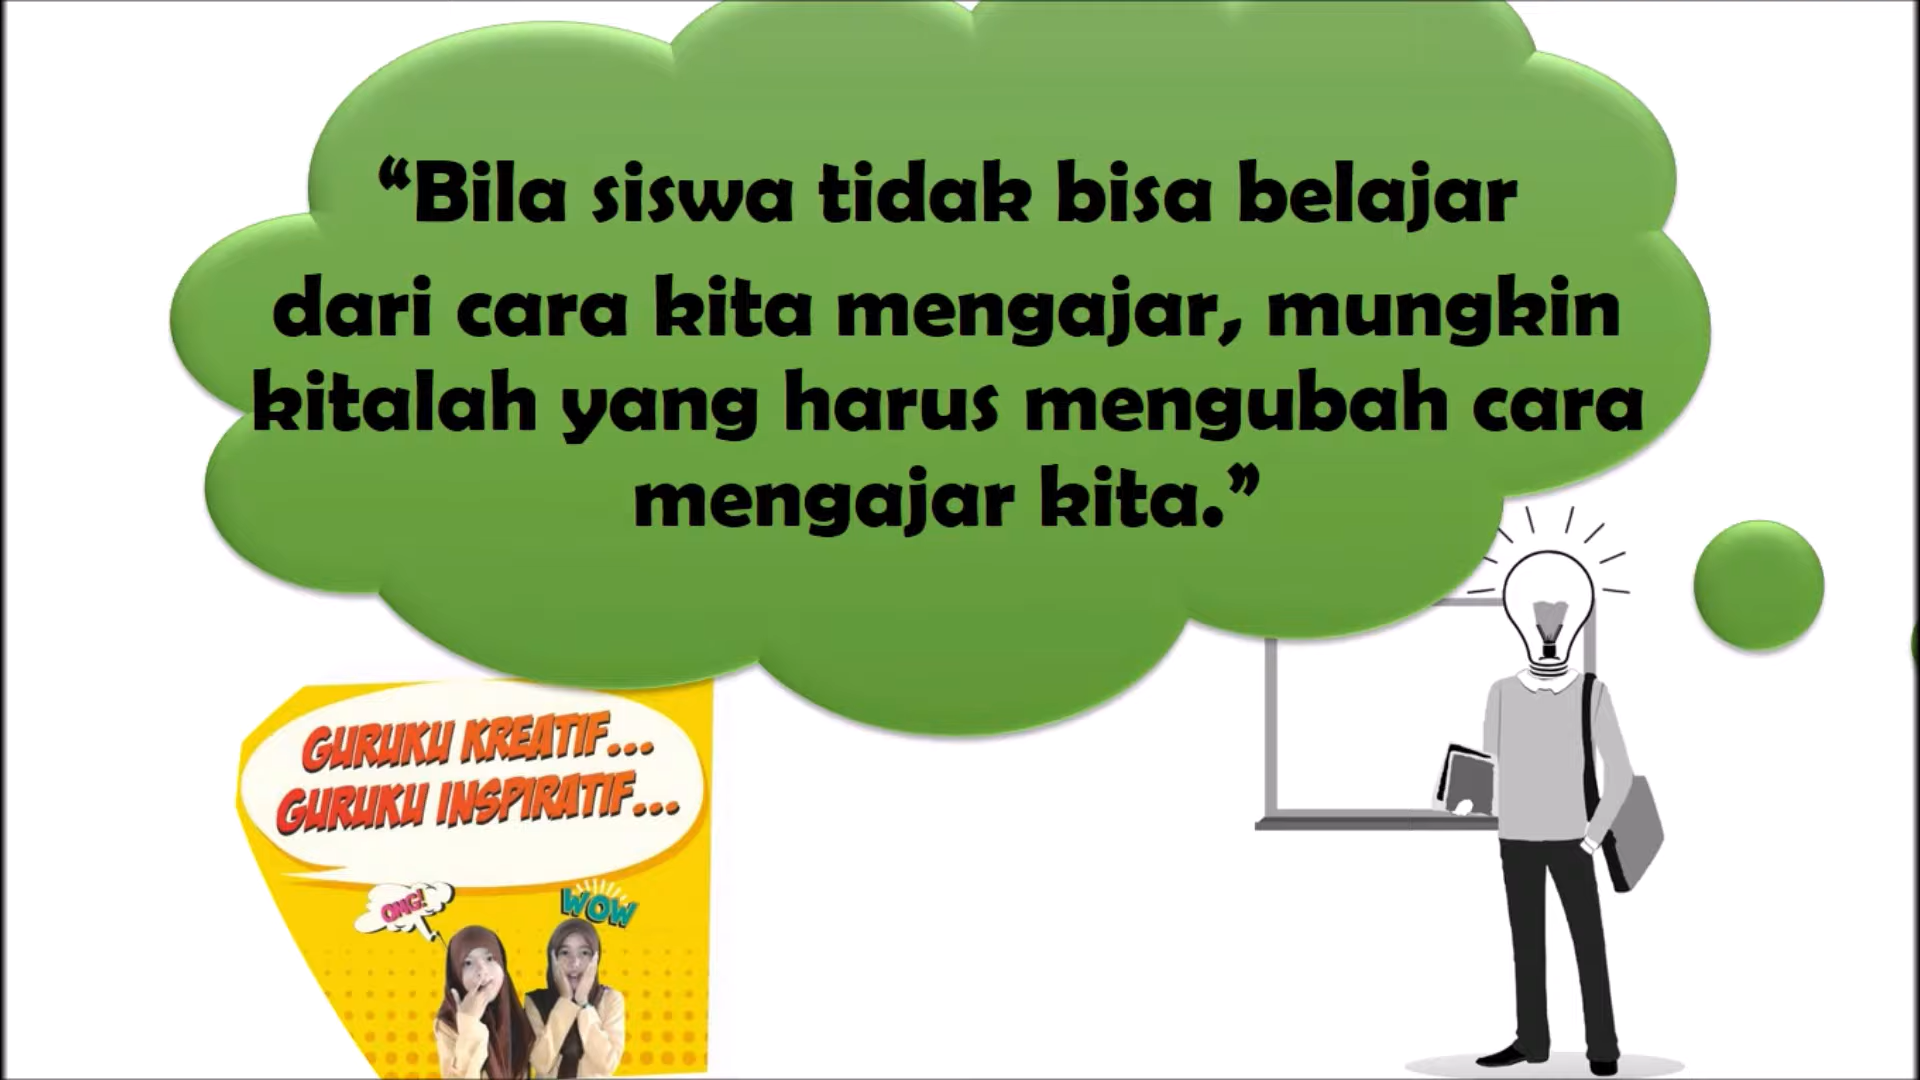 “Bila siswa tidak bisa belajar
dari cara kita mengajar, mungkin
kitalah yang harus mengubah cara
mengajar kita.”
GURUKU KREATIF...
GURUKU INSPIRATIF...
OMG!
WOW